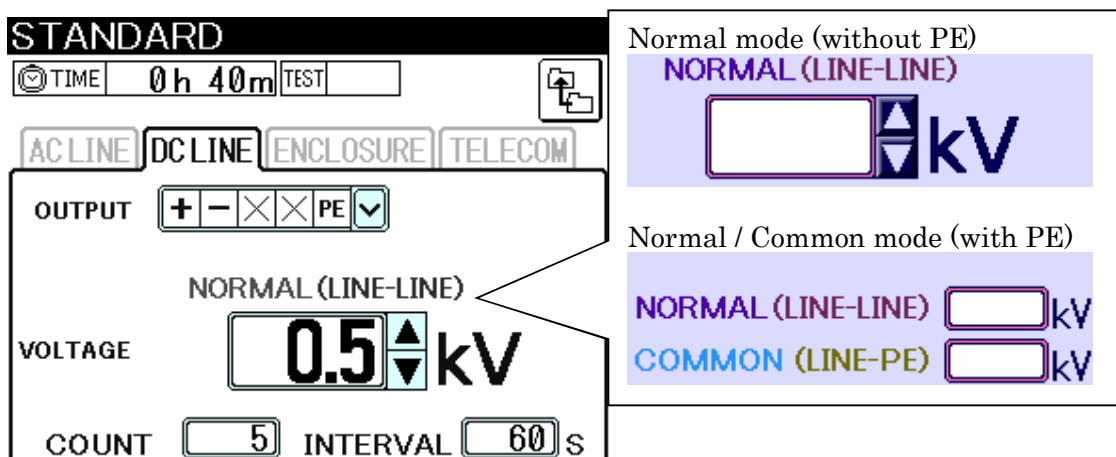 STANDARD
TIME 0h 40m TEST
AC LINE DC LINE ENCLOSURE TELECOM
OUTPUT + − PE
NORMAL (LINE-LINE)
VOLTAGE 0.5 kV
COUNT 5 INTERVAL 60 S
Normal mode (without PE)
NORMAL (LINE-LINE)
kV
Normal / Common mode (with PE)
NORMAL (LINE-LINE) kV
COMMON (LINE-PE) kV